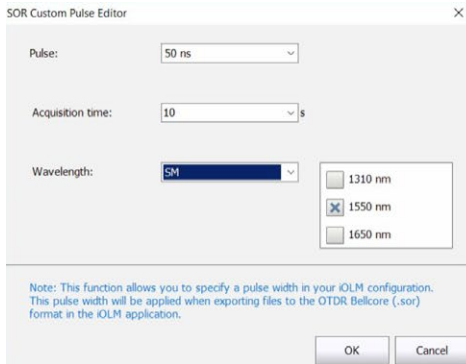 SOR Custom Pulse Editor
Pulse: 50 ns
Acquisition time: 10 s
Wavelength: SM
1310 nm
1550 nm
1650 nm
Note: This function allows you to specify a pulse width in your iOLM configuration.
This pulse width will be applied when exporting files to the OTDR Bellcore (.sor)
format in the iOLM application.
OK Cancel